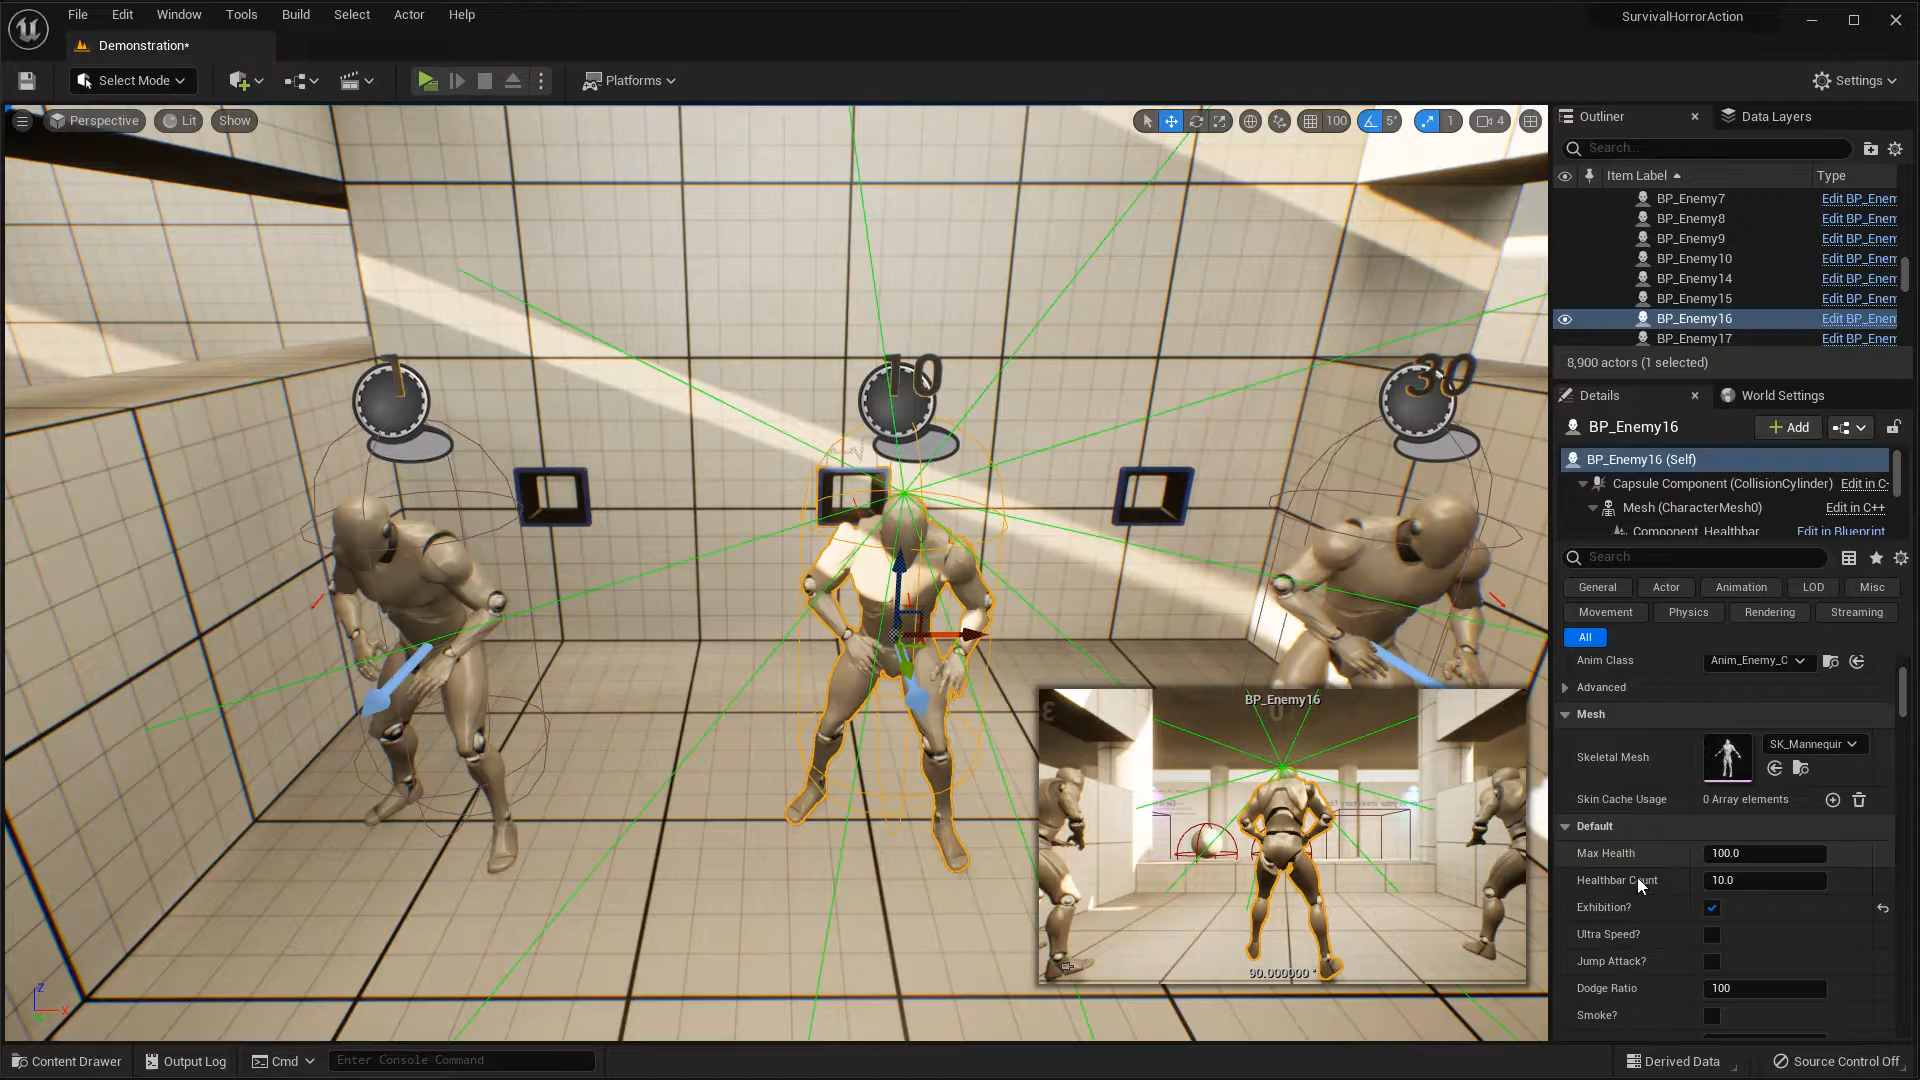 File Edit Window Tools Build Select Actor Help
SurvivalHorrorAction
Demonstration*
Select Mode
Platforms
Settings
Perspective Lit Show
100 5° 1 4
Outliner
Data Layers
Search...
Item Label Type
BP_Enemy7 Edit BP_Enem
BP_Enemy8 Edit BP_Enem
BP_Enemy9 Edit BP_Enem
BP_Enemy10 Edit BP_Enem
BP_Enemy14 Edit BP_Enem
BP_Enemy15 Edit BP_Enem
BP_Enemy16 Edit BP_Enem
BP_Enemy17 Edit BP_Enem
8,900 actors (1 selected)
1 10 30
Details
World Settings
BP_Enemy16
Add
BP_Enemy16 (Self)
Capsule Component (CollisionCylinder) Edit in C-
Mesh (CharacterMesh0) Edit in C++
Component_Healthbar Edit in Blueprint
Search
General Actor Animation LOD Misc
Movement Physics Rendering Streaming
All
Anim Class Anim_Enemy_C
Advanced
Mesh
Skeletal Mesh SK_Mannequir
Skin Cache Usage 0 Array elements
Default
Max Health 100.0
Healthbar Count 10.0
Exhibition?
Ultra Speed?
Jump Attack?
Dodge Ratio 100
Smoke?
BP_Enemy16
90.000000 °
Z
X
Y
Content Drawer
Output Log
Cmd
Enter Console Command
Derived Data
Source Control Off